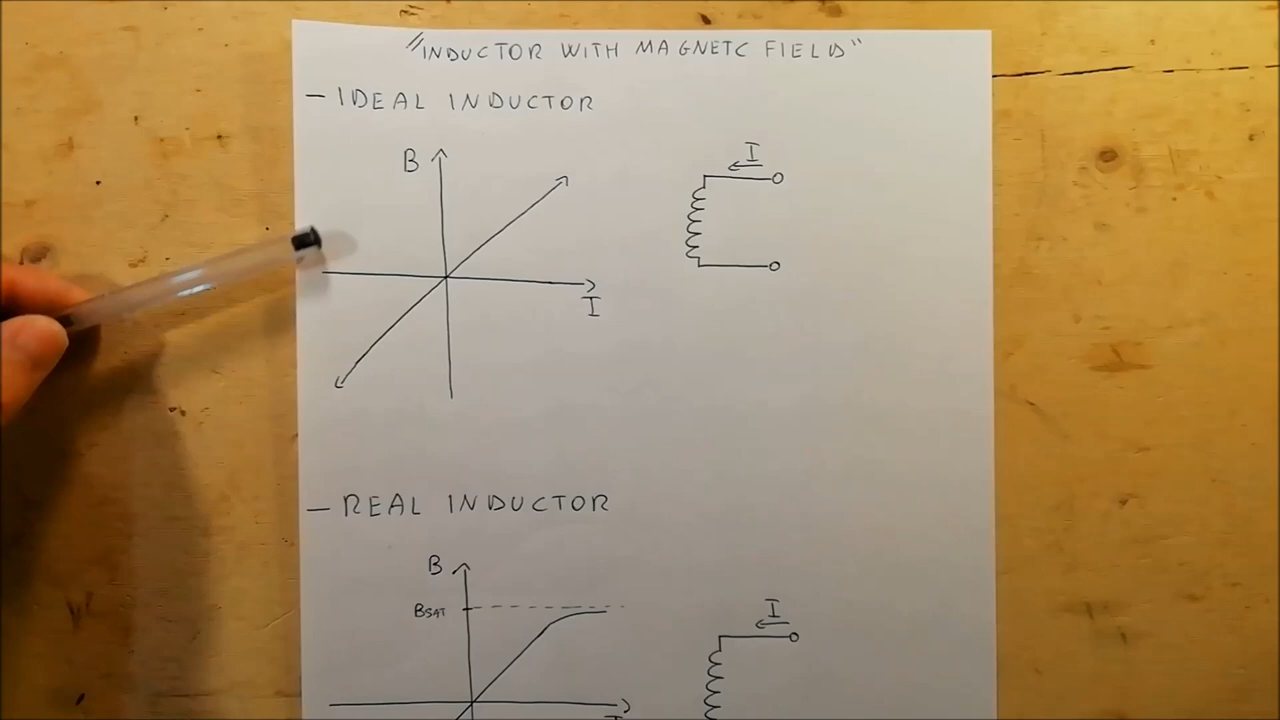 "INDUCTOR WITH MAGNETC FIELD"
- IDEAL INDUCTOR
B
I
I
- REAL INDUCTOR
B
BSAT
I
I